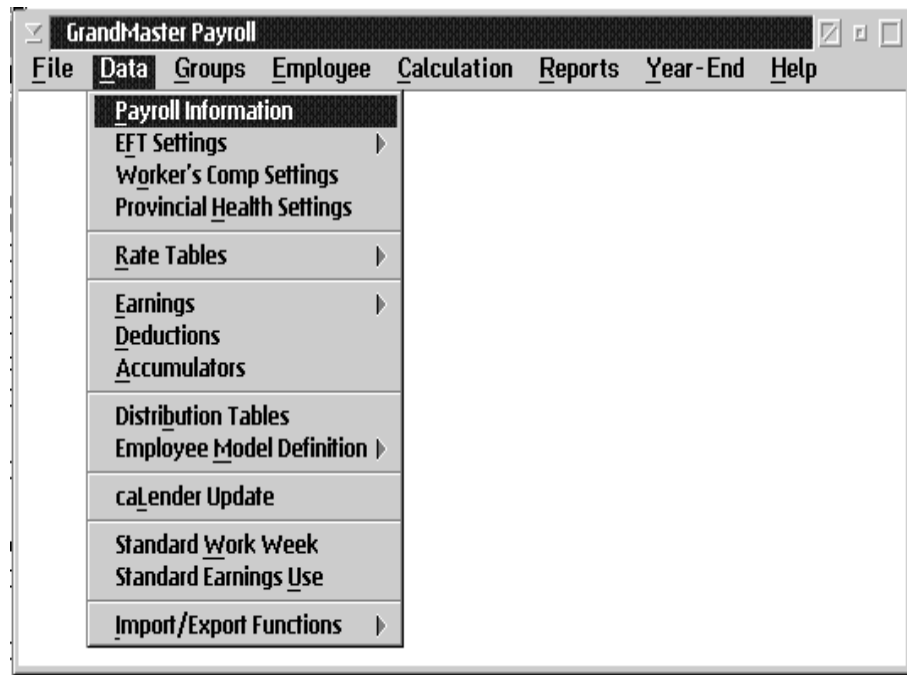 GrandMaster Payroll
File Data Groups Employee Calculation Reports Year-End Help
Payroll Information
EFT Settings
Worker's Comp Settings
Provincial Health Settings
Rate Tables
Earnings
Deductions
Accumulators
Distribution Tables
Employee Model Definition
caLender Update
Standard Work Week
Standard Earnings Use
Import/Export Functions